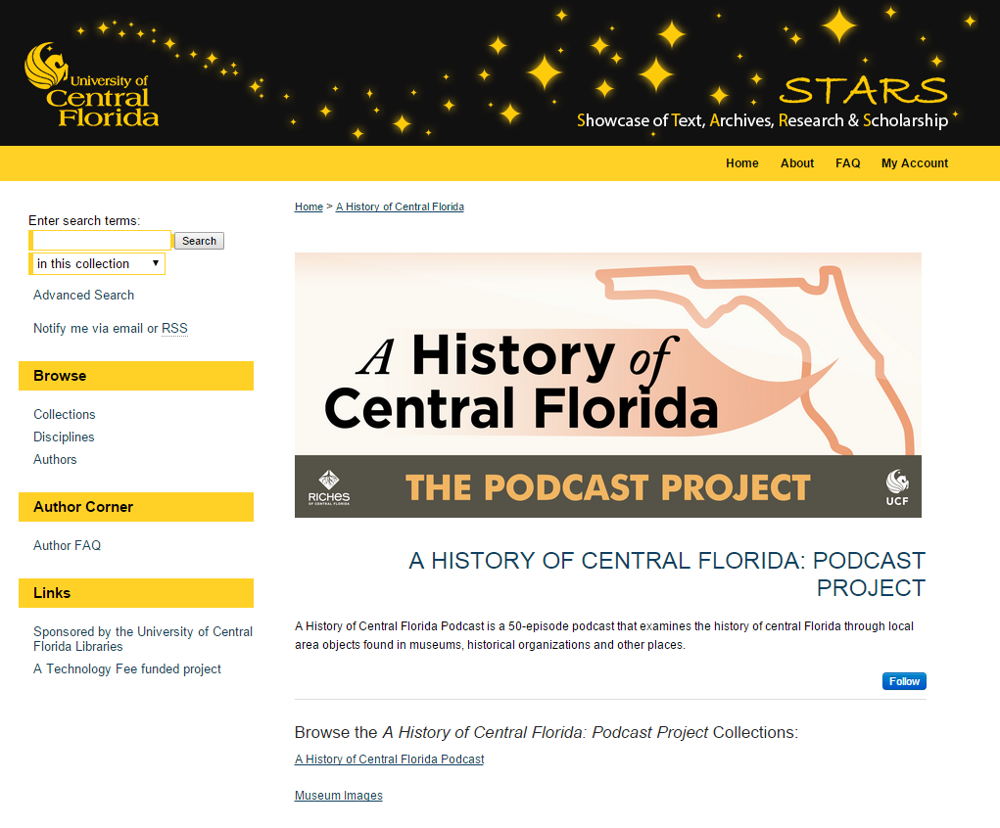 University of
Central
Florida
STARS
Showcase of Text, Archives, Research & Scholarship
Home About FAQ My Account
Enter search terms:
Search
in this collection
Advanced Search
Notify me via email or RSS
Browse
Collections
Disciplines
Authors
Author Corner
Author FAQ
Links
Sponsored by the University of Central
Florida Libraries
A Technology Fee funded project
Home > A History of Central Florida
A History of
Central Florida
RICHES
OF CENTRAL FLORIDA
THE PODCAST PROJECT
UCF
A HISTORY OF CENTRAL FLORIDA: PODCAST
PROJECT
A History of Central Florida Podcast is a 50-episode podcast that examines the history of central Florida through local
area objects found in museums, historical organizations and other places.
Follow
Browse the A History of Central Florida: Podcast Project Collections:
A History of Central Florida Podcast
Museum Images